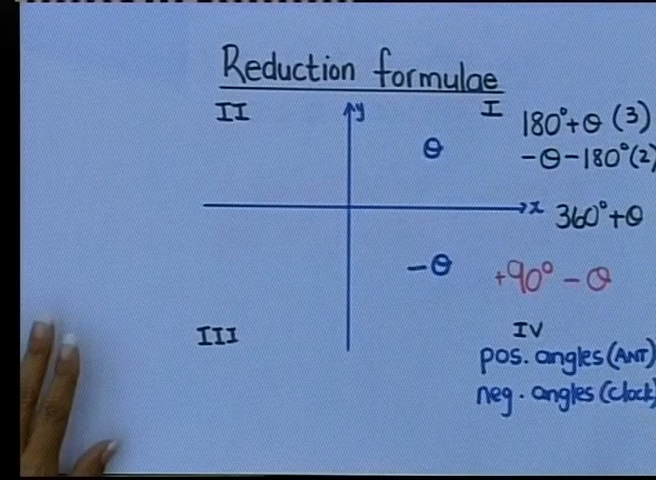 Reduction formulae
II
I
y
180°+θ (3)
θ
-θ-180°(2)
x
360°+θ
-θ
+90°-θ
III
IV
pos. angles (ANT)
neg. angles (Clock